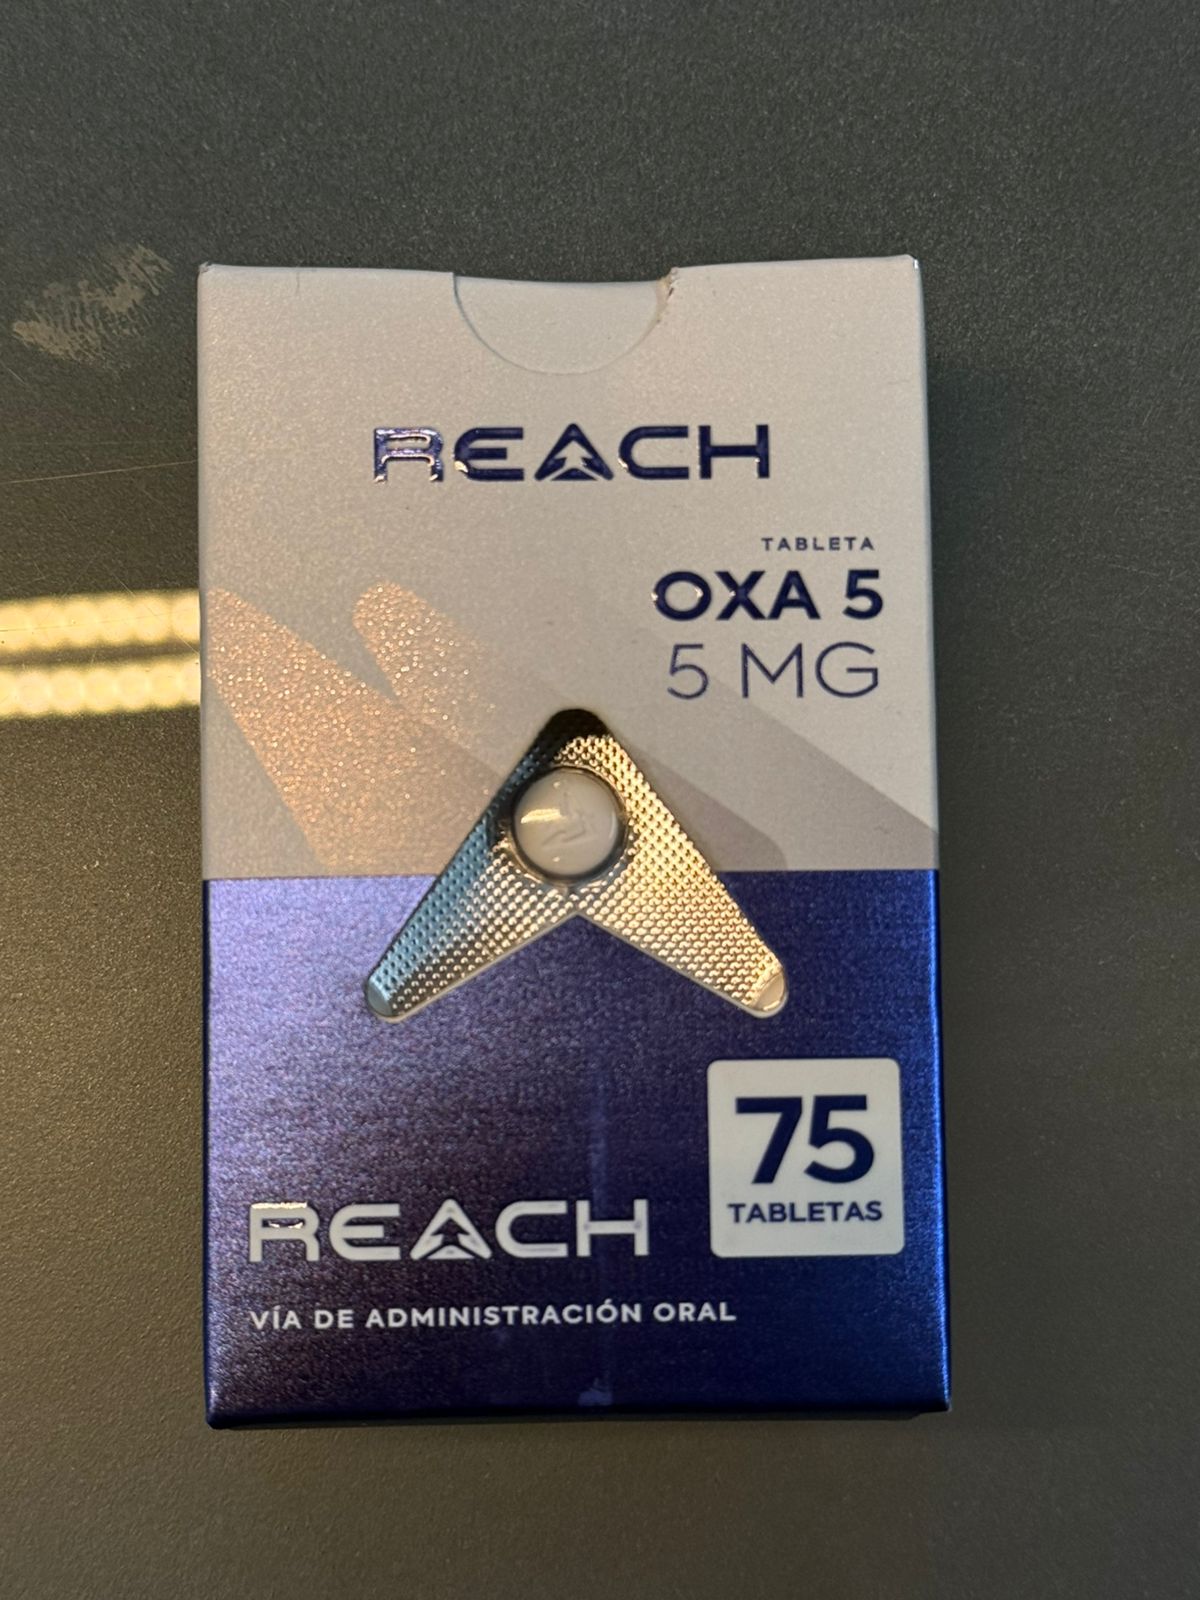 REACH
TABLETA
OXA 5
5 MG
75
TABLETAS
REACH
VÍA DE ADMINISTRACIÓN ORAL